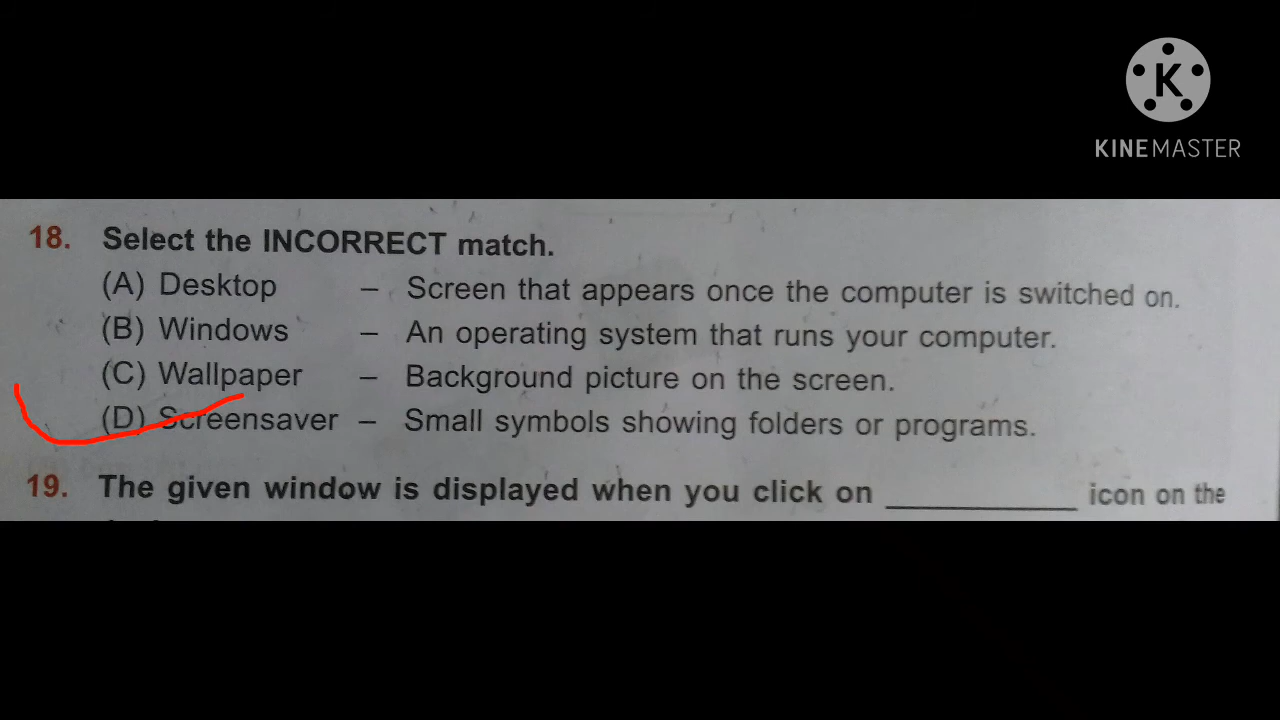 K
KINEMASTER
18. Select the INCORRECT match.
(A) Desktop – Screen that appears once the computer is switched on.
(B) Windows – An operating system that runs your computer.
(C) Wallpaper – Background picture on the screen.
(D) Screensaver – Small symbols showing folders or programs.
19. The given window is displayed when you click on __________ icon on the